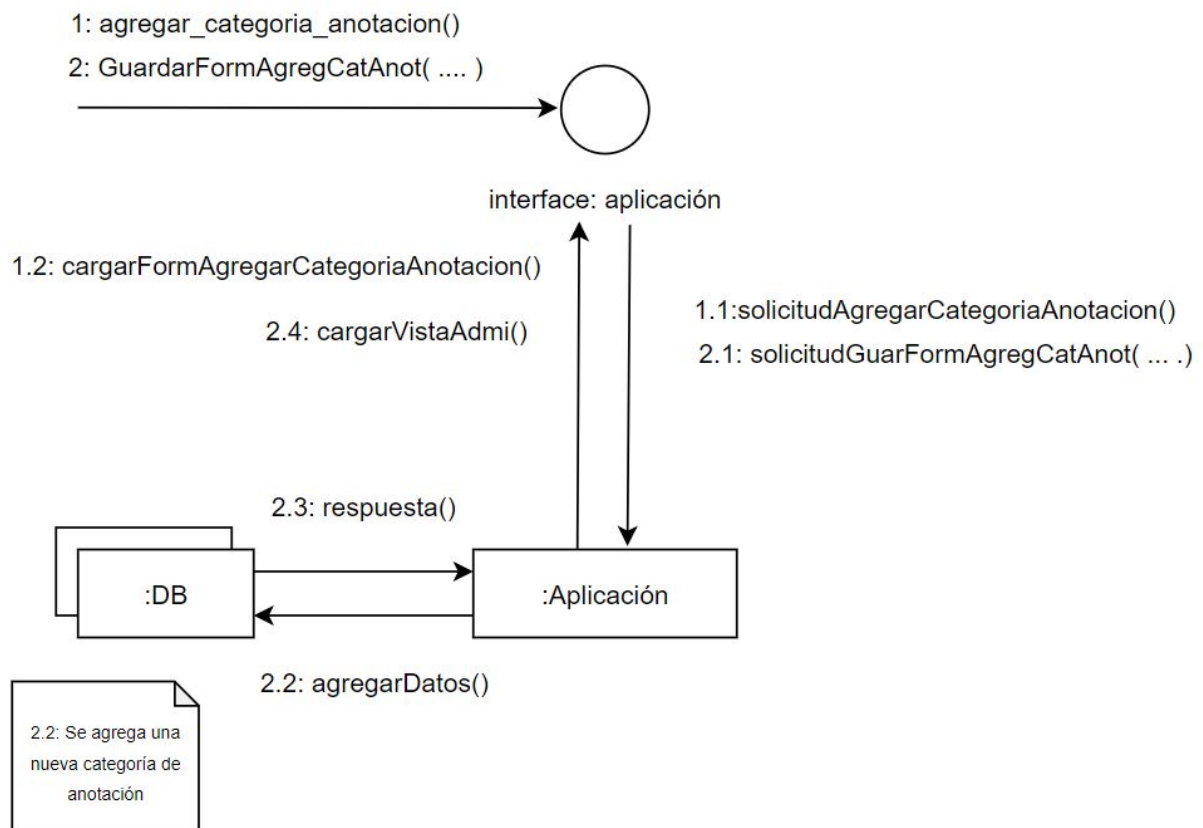 1: agregar_categoria_anotacion()
2: GuardarFormAgregCatAnot( .... )
interface: aplicación
1.2: cargarFormAgregarCategoriaAnotacion()
2.4: cargarVistaAdmi()
1.1:solicitudAgregarCategoriaAnotacion()
2.1: solicitudGuarFormAgregCatAnot( ... .)
2.3: respuesta()
:DB
:Aplicación
2.2: agregarDatos()
2.2: Se agrega una
nueva categoría de
anotación